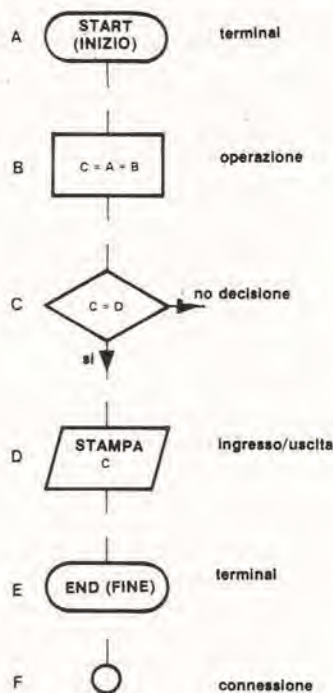 A START terminal
(INIZIO)
B C = A = B operazione
C C = D no decisione
si
D STAMPA ingresso/uscita
C
E END (FINE) terminal
F connessione